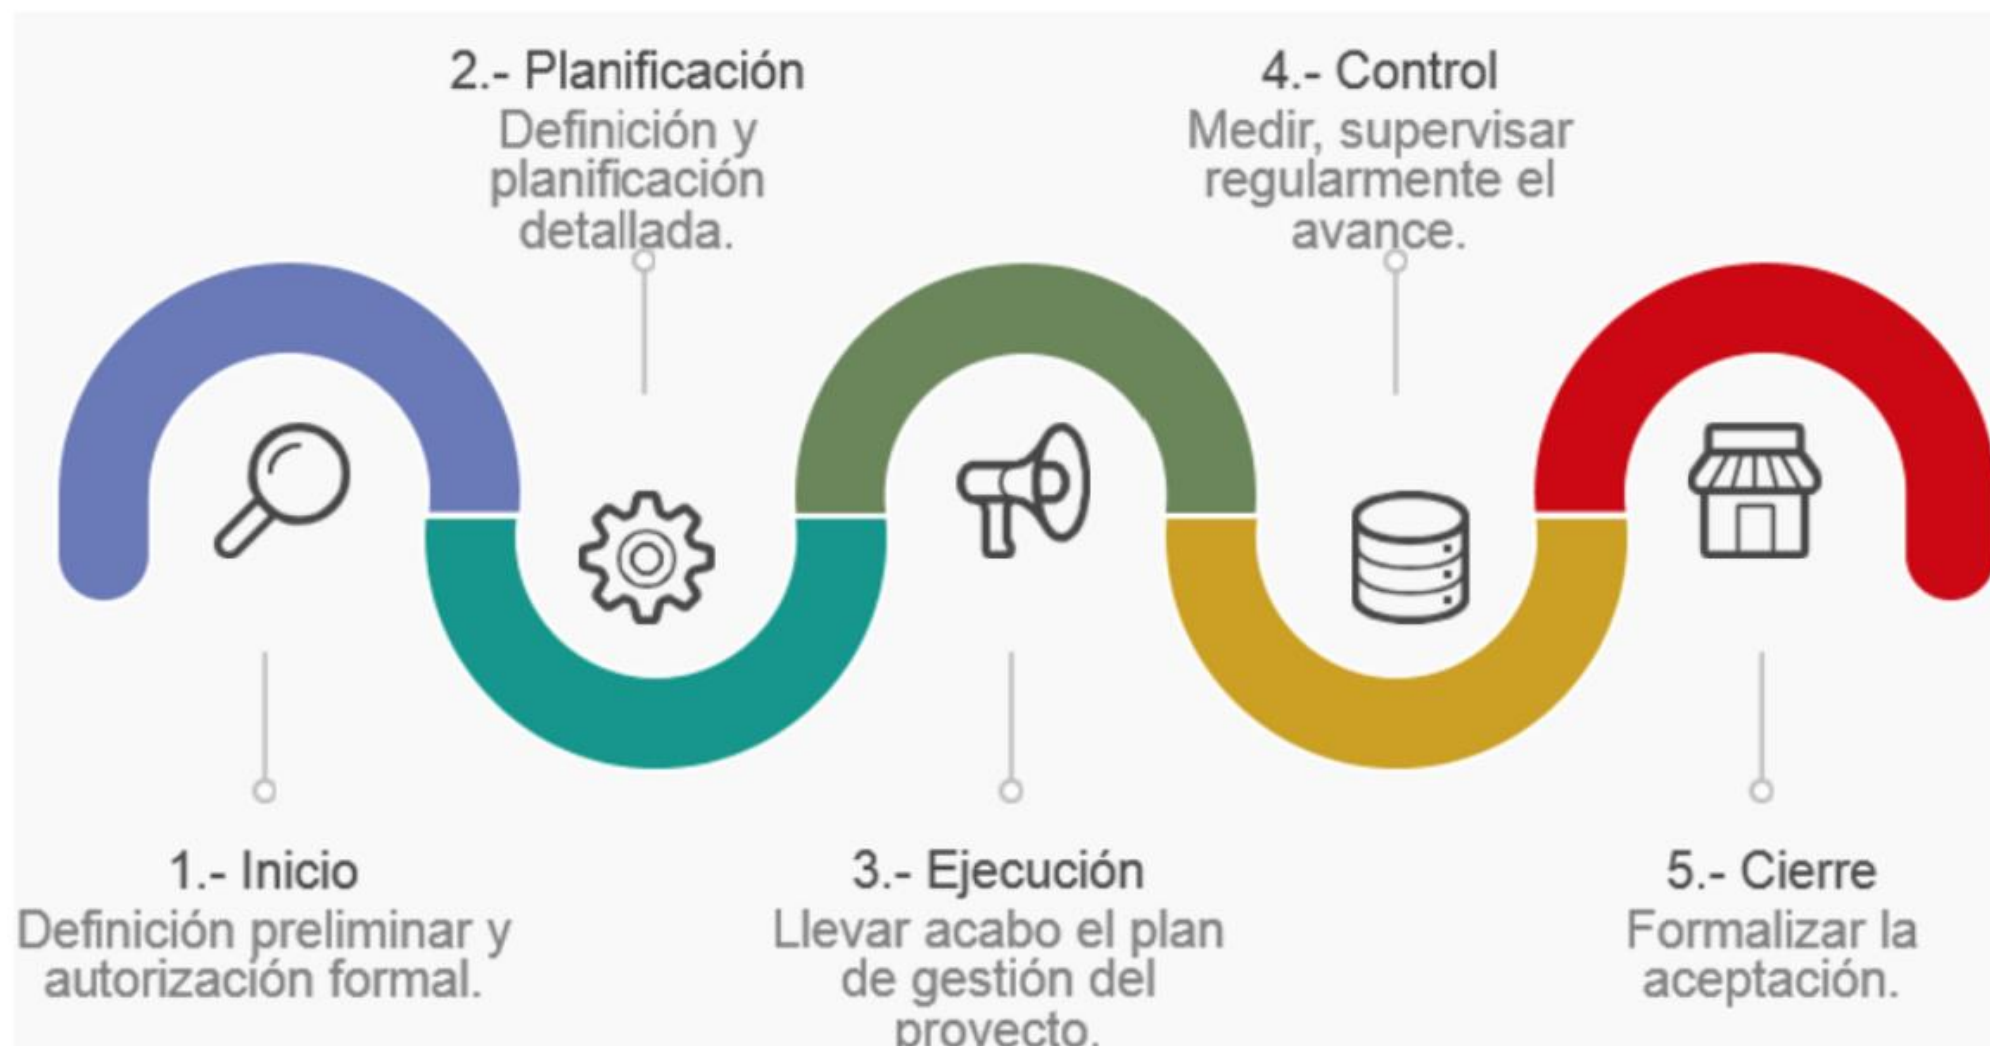 1.- Inicio
Definición preliminar y
autorización formal.
2.- Planificación
Definición y
planificación
detallada.
3.- Ejecución
Llevar acabo el plan
de gestión del
proyecto.
4.- Control
Medir, supervisar
regularmente el
avance.
5.- Cierre
Formalizar la
aceptación.